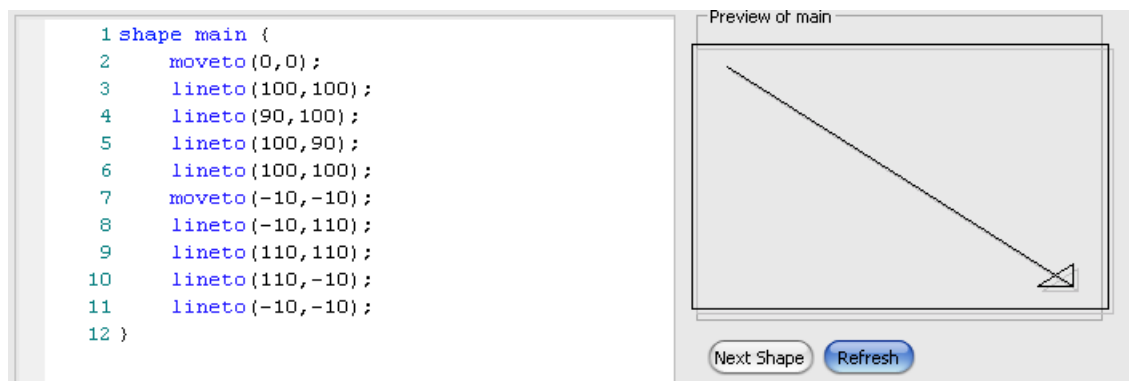 1 shape main {
2 moveto(0,0);
3 lineto(100,100);
4 lineto(90,100);
5 lineto(100,90);
6 lineto(100,100);
7 moveto(-10,-10);
8 lineto(-10,110);
9 lineto(110,110);
10 lineto(110,-10);
11 lineto(-10,-10);
12 }
Preview of main
Next Shape
Refresh